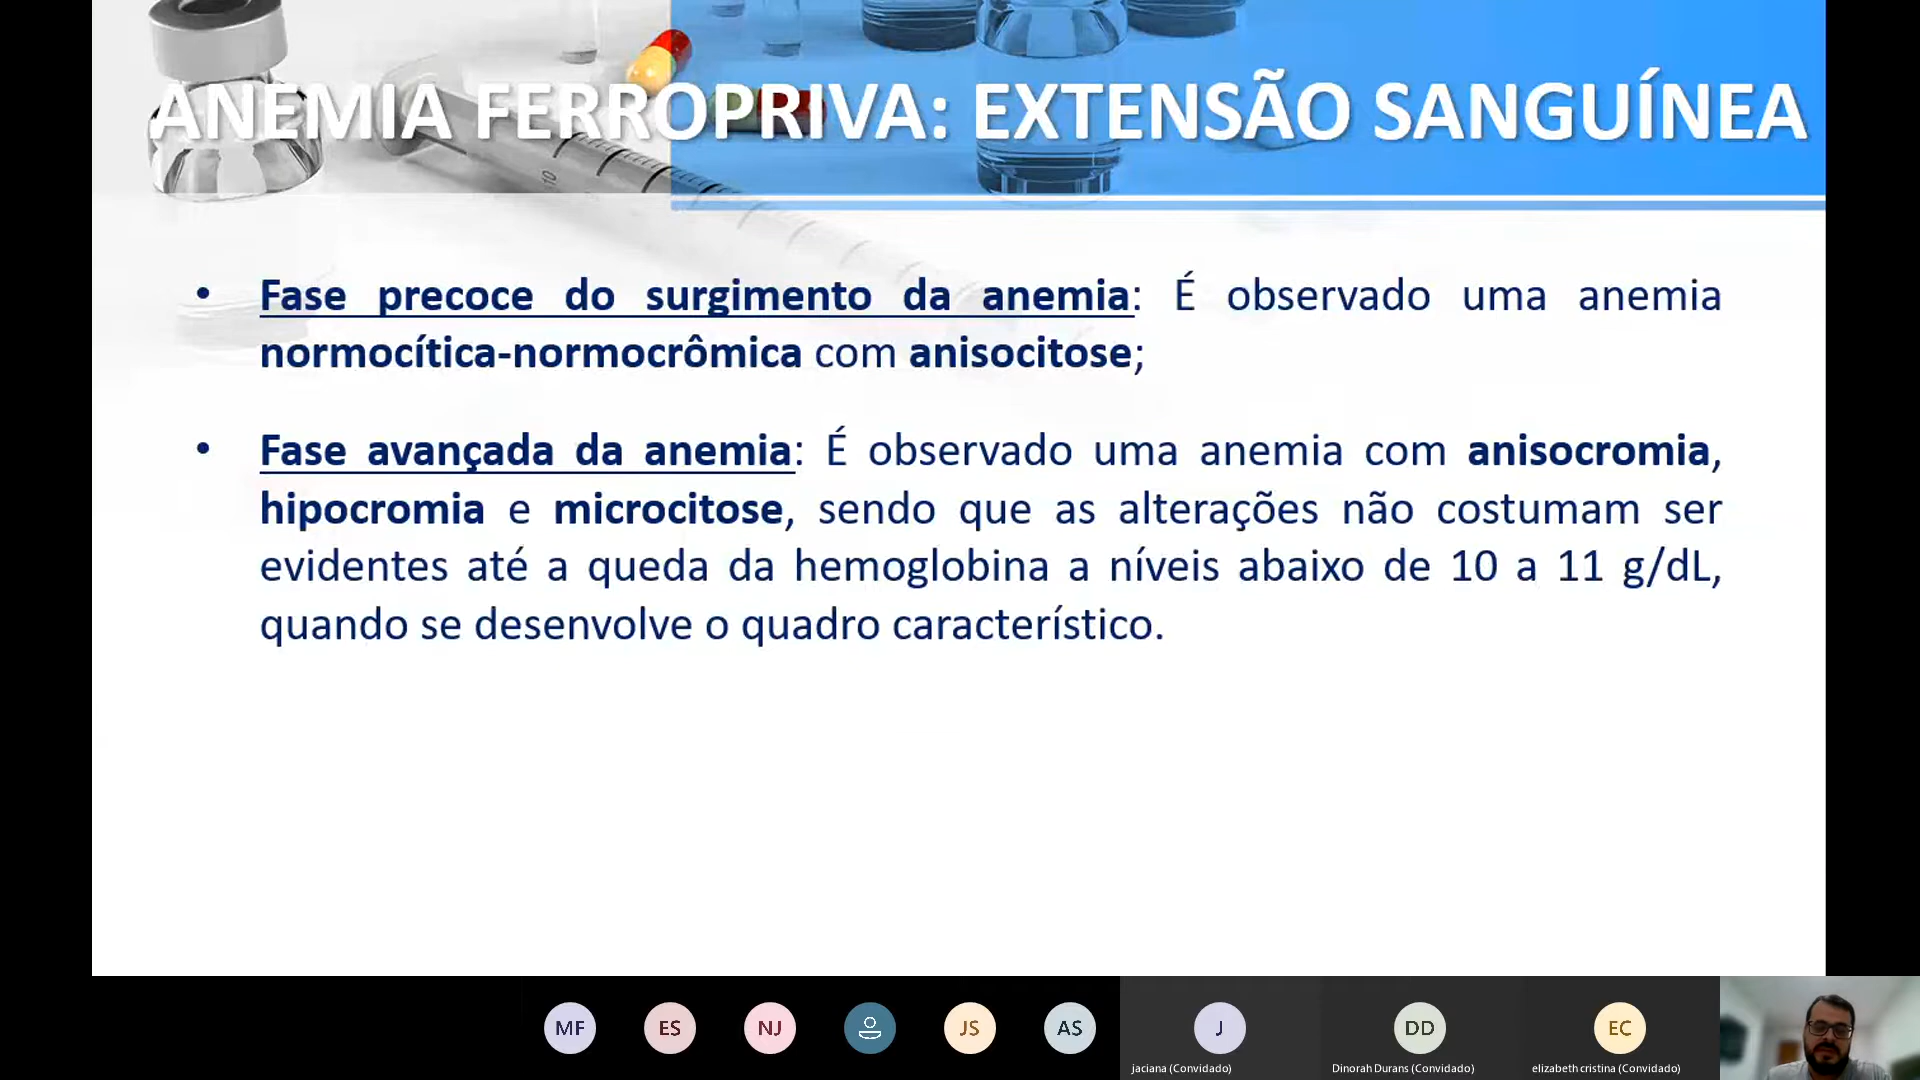 ANEMIA FERROPRIVA: EXTENSÃO SANGUÍNEA
• Fase precoce do surgimento da anemia: É observado uma anemia
normocítica-normocrômica com anisocitose;
• Fase avançada da anemia: É observado uma anemia com anisocromia,
hipocromia e microcitose, sendo que as alterações não costumam ser
evidentes até a queda da hemoglobina a níveis abaixo de 10 a 11 g/dL,
quando se desenvolve o quadro característico.
10
MF ES NJ JS AS J DD EC
jaciana (Convidado) Dinorah Durans (Convidado) elizabeth cristina (Convidado)